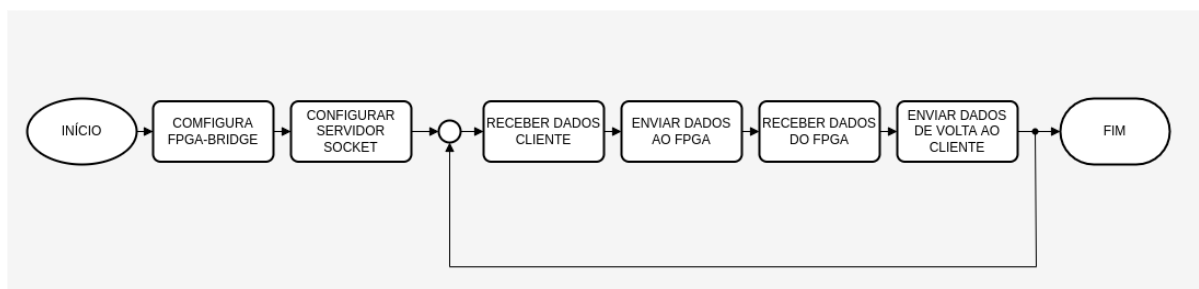 INÍCIO
COMFIGURA
FPGA-BRIDGE
CONFIGURAR
SERVIDOR
SOCKET
RECEBER DADOS
CLIENTE
ENVIAR DADOS
AO FPGA
RECEBER DADOS
DO FPGA
ENVIAR DADOS
DE VOLTA AO
CLIENTE
FIM